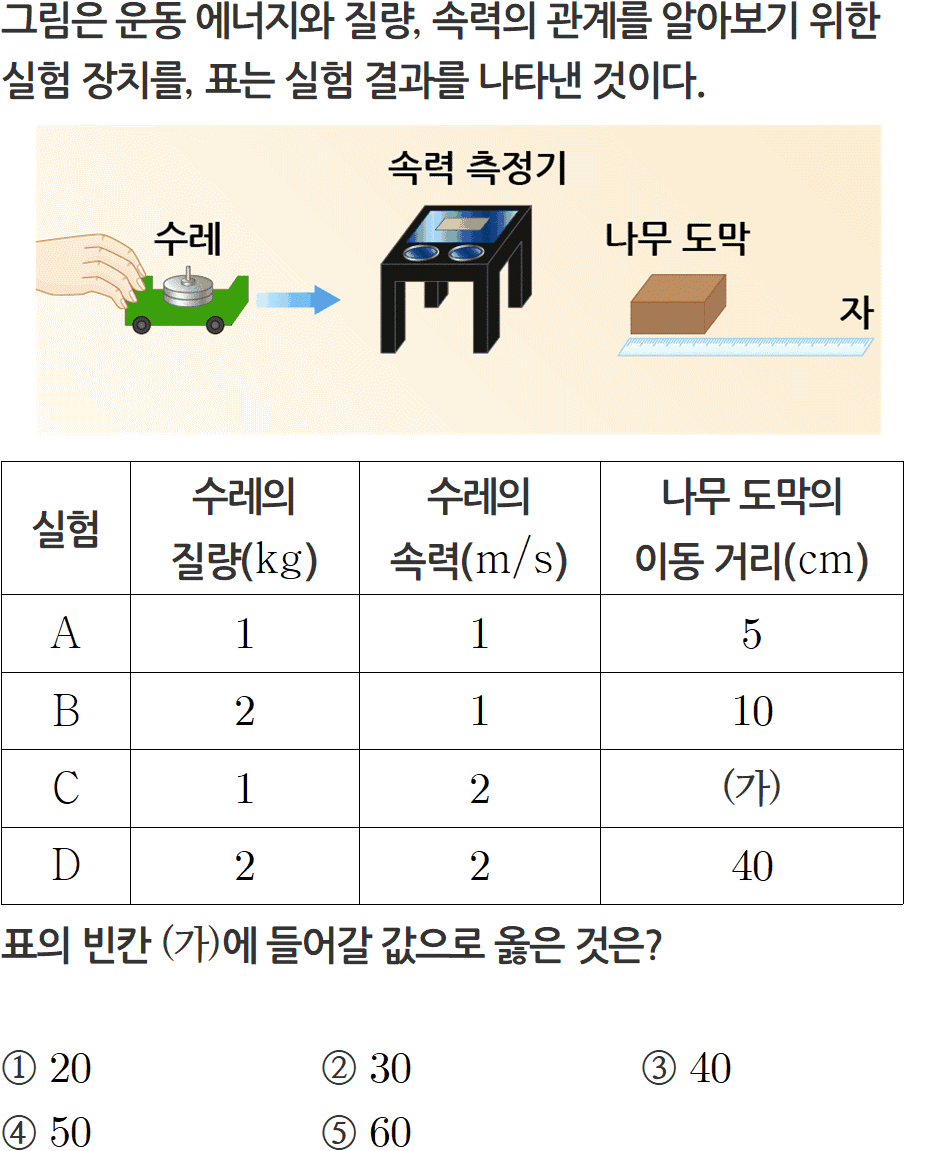 그림은 운동 에너지와 질량, 속력의 관계를 알아보기 위한
실험 장치를, 표는 실험 결과를 나타낸 것이다.
속력 측정기
수레
나무 도막
자
실험 수레의 질량(kg) 수레의 속력(m/s) 나무 도막의 이동 거리(cm)
A 1 1 5
B 2 1 10
C 1 2 (가)
D 2 2 40
표의 빈칸 (가)에 들어갈 값으로 옳은 것은?
① 20 ② 30 ③ 40
④ 50 ⑤ 60